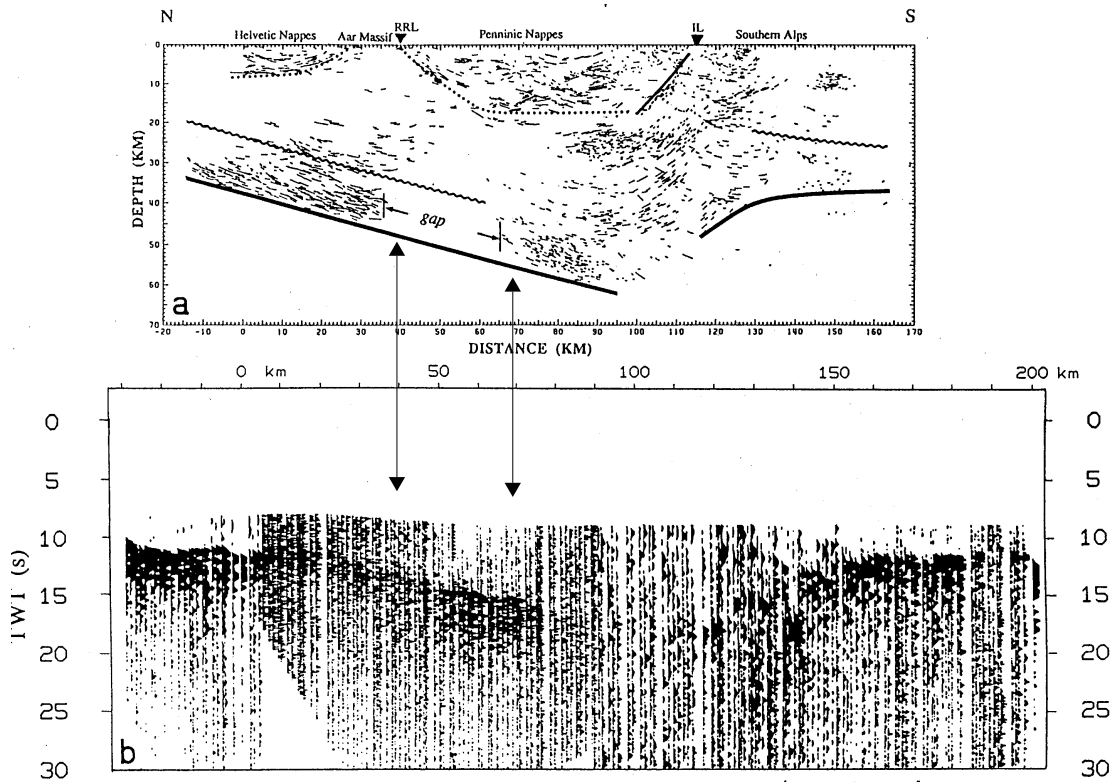 N S
Helvetic Nappes Aar Massif RRL Penninic Nappes IL Southern Alps
0
10
20
30
40
50
60
70
DEPTH (KM)
gap
a
-20 -10 0 10 20 30 40 50 60 70 80 90 100 110 120 130 140 150 160 170
DISTANCE (KM)
0 km 50 100 150 200 km
0 0
5 5
10 10
15 15
20 20
25 25
30 30
TWT (s)
b